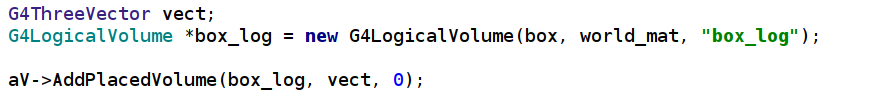 G4ThreeVector vect;
G4LogicalVolume *box_log = new G4LogicalVolume(box, world_mat, "box_log");
aV->AddPlacedVolume(box_log, vect, 0);